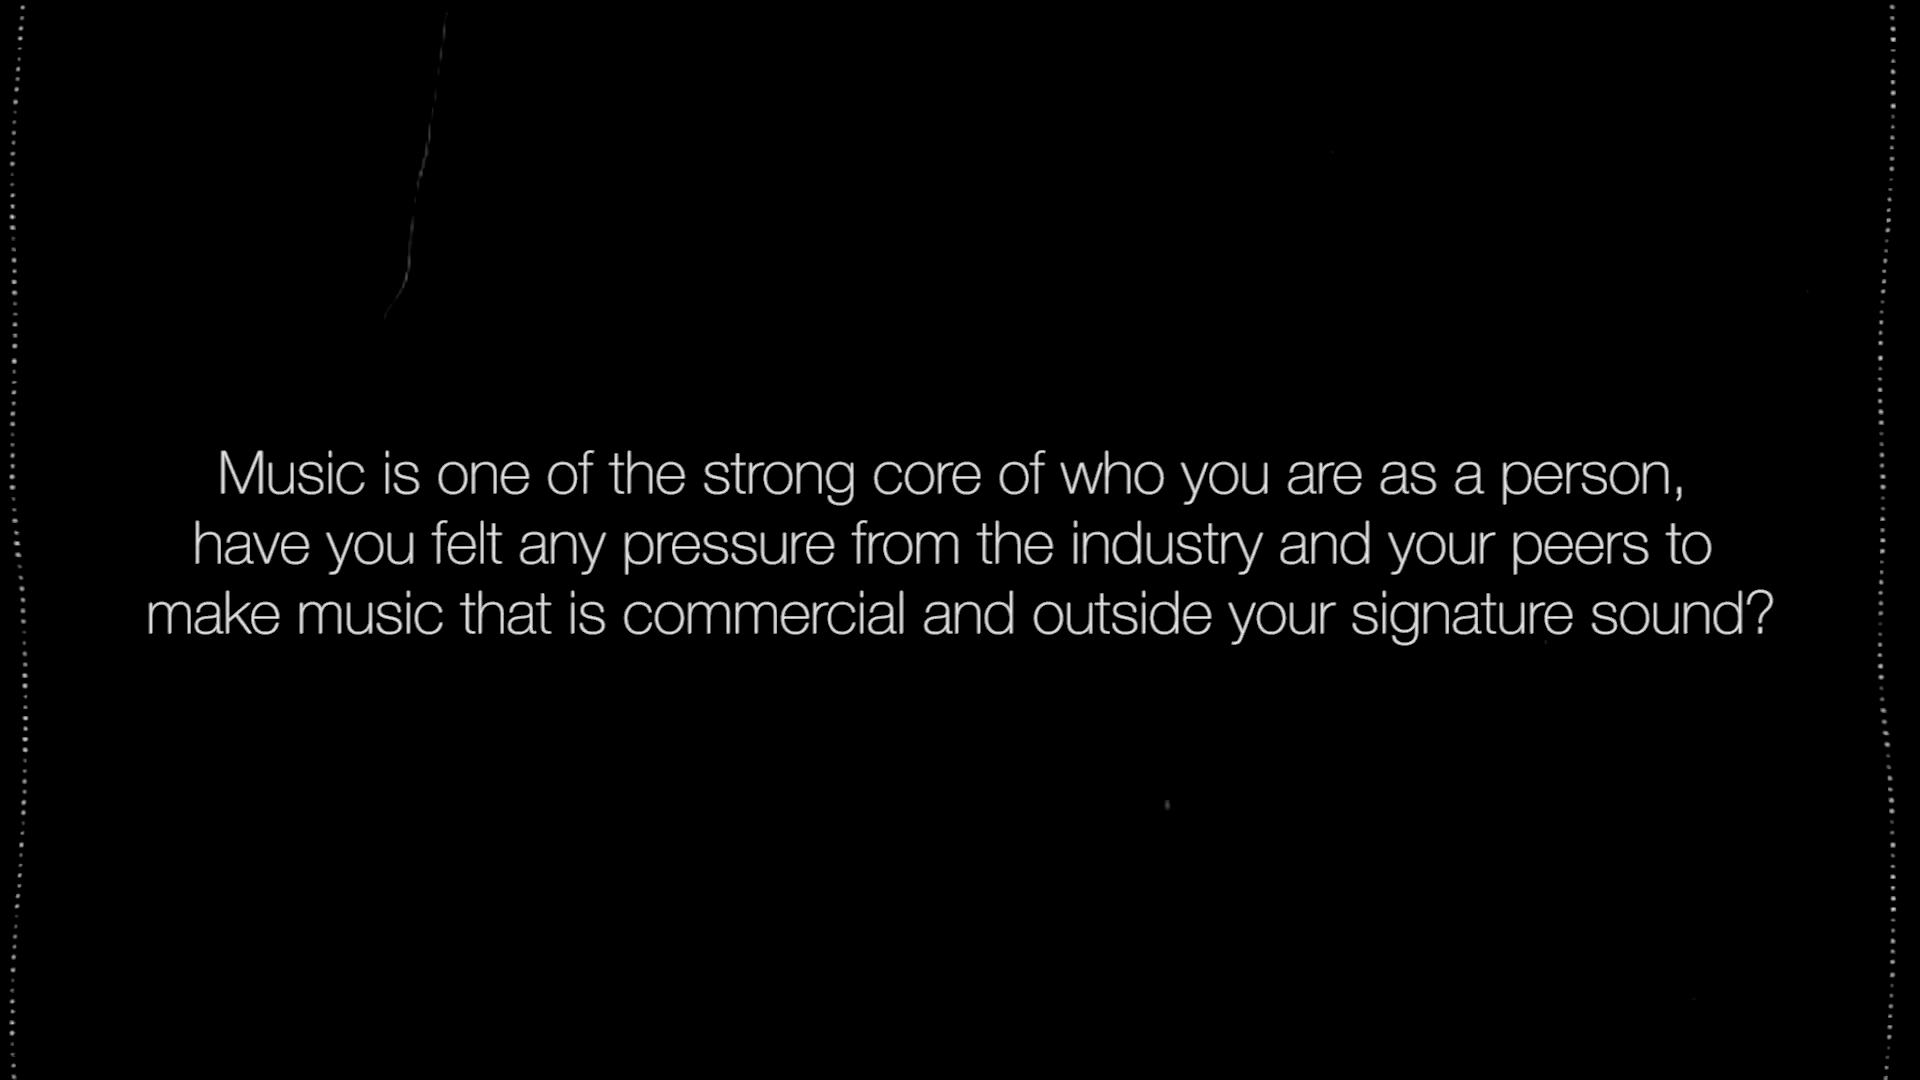 Music is one of the strong core of who you are as a person,
have you felt any pressure from the industry and your peers to
make music that is commercial and outside your signature sound?